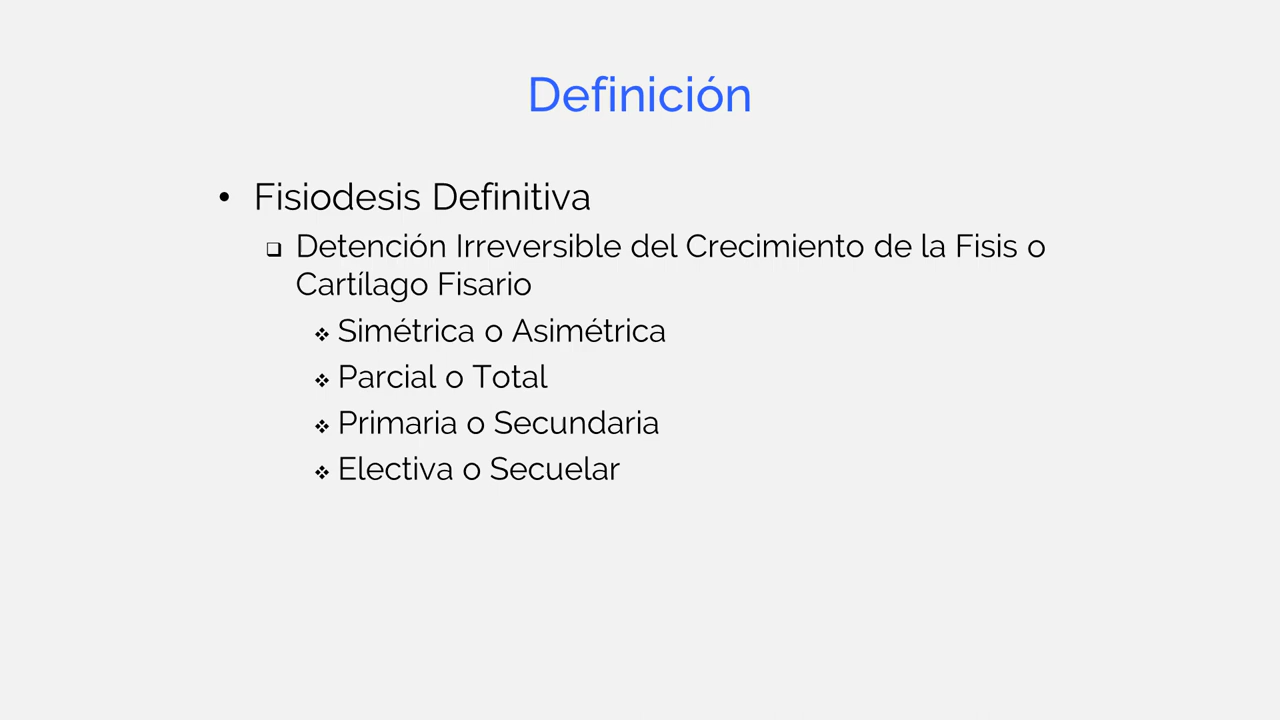 Definición
• Fisiodesis Definitiva
❑ Detención Irreversible del Crecimiento de la Fisis o
Cartílago Fisario
❖ Simétrica o Asimétrica
❖ Parcial o Total
❖ Primaria o Secundaria
❖ Electiva o Secuelar